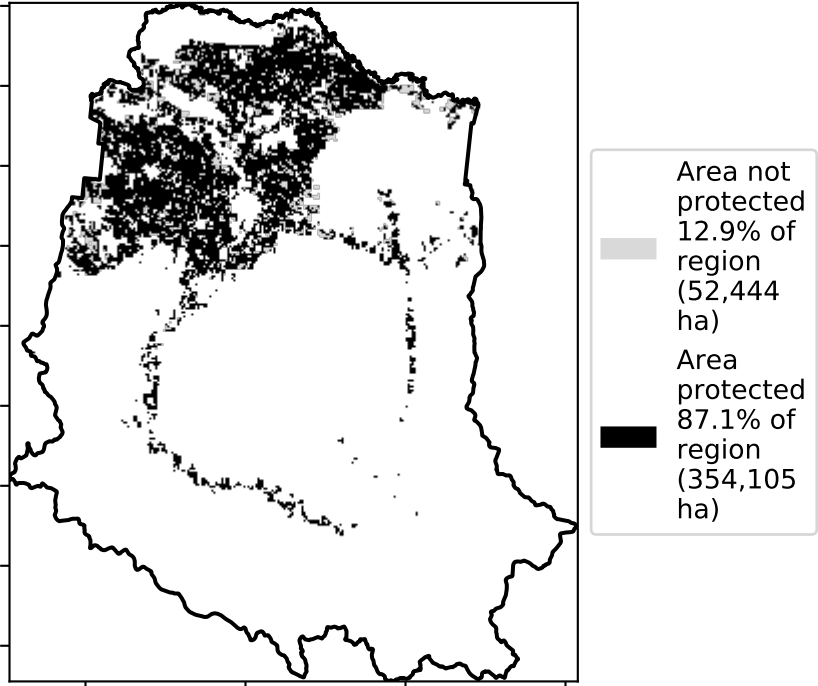 Area not
protected
12.9% of
region
(52,444
ha)
Area
protected
87.1% of
region
(354,105
ha)